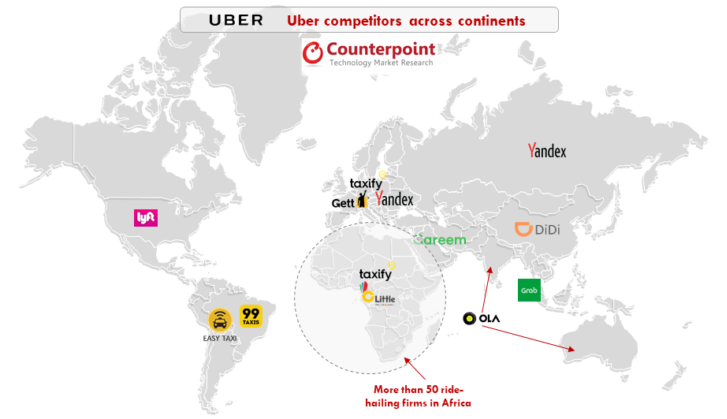 UBER Uber competitors across continents
Counterpoint
Technology Market Research
Yandex
taxify
Gett
Yandex
lyft
DiDi
Careem
taxify
Little
Grab
99
TAXIS
OLA
EASY TAXI
More than 50 ride-
hailing firms in Africa